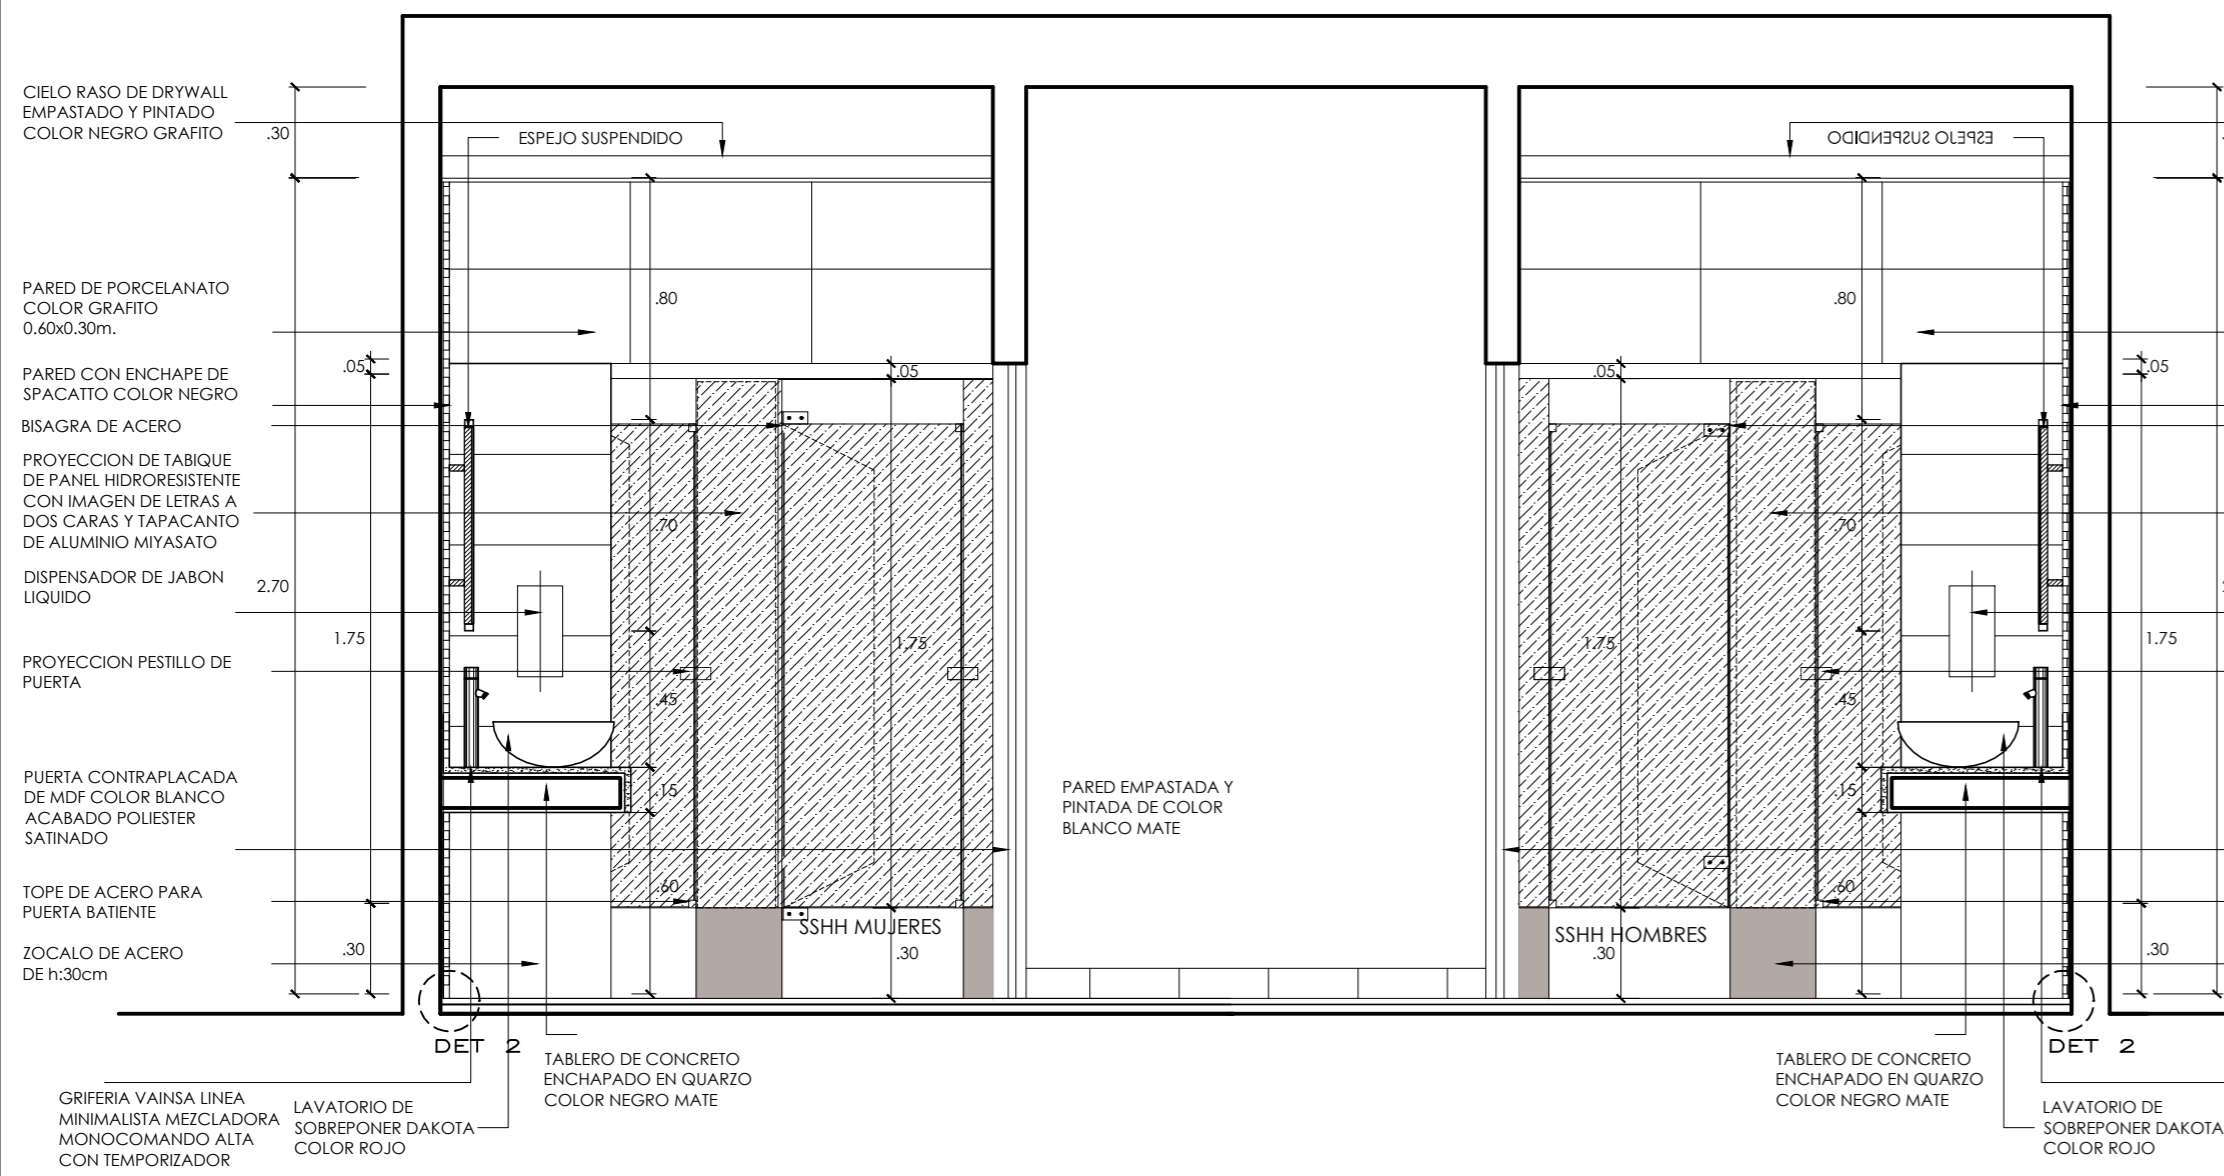 CIELO RASO DE DRYWALL
EMPASTADO Y PINTADO
COLOR NEGRO GRAFITO
.30
ESPEJO SUSPENDIDO
ESPEJO SUSPENDIDO
PARED DE PORCELANATO
COLOR GRAFITO
0.60x0.30m.
.80
.80
PARED CON ENCHAPE DE
SPACATTO COLOR NEGRO
.05
.05
.05
.05
BISAGRA DE ACERO
PROYECCION DE TABIQUE
DE PANEL HIDRORESISTENTE
CON IMAGEN DE LETRAS A
DOS CARAS Y TAPACANTO
DE ALUMINIO MIYASATO
.70
.70
DISPENSADOR DE JABON
LIQUIDO
2.70
1.75
1.75
1.75
1.75
PROYECCION PESTILLO DE
PUERTA
.45
.45
PUERTA CONTRAPLACADA
DE MDF COLOR BLANCO
ACABADO POLIESTER
SATINADO
.15
.15
PARED EMPASTADA Y
PINTADA DE COLOR
BLANCO MATE
TOPE DE ACERO PARA
PUERTA BATIENTE
.60
.60
SSHH MUJERES
SSHH HOMBRES
ZOCALO DE ACERO
DE h:30cm
.30
.30
.30
.30
DET 2
DET 2
TABLERO DE CONCRETO
ENCHAPADO EN QUARZO
COLOR NEGRO MATE
TABLERO DE CONCRETO
ENCHAPADO EN QUARZO
COLOR NEGRO MATE
GRIFERIA VAINSA LINEA
MINIMALISTA MEZCLADORA
MONOCOMANDO ALTA
CON TEMPORIZADOR
LAVATORIO DE
SOBREPONER DAKOTA
COLOR ROJO
LAVATORIO DE
SOBREPONER DAKOTA
COLOR ROJO